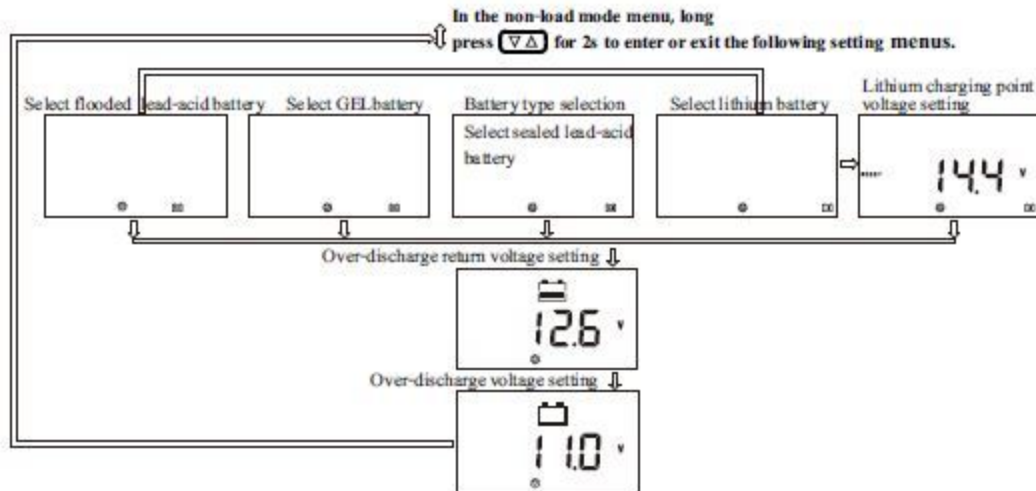 In the non-load mode menu, long
press ▽△ for 2s to enter or exit the following setting menus.
Select flooded lead-acid battery
Select GEL battery
Battery type selection
Select lithium battery
Lithium charging point
voltage setting
Select sealed lead-acid
battery
14.4 V
Over-discharge return voltage setting
12.6 V
Over-discharge voltage setting
11.0 V